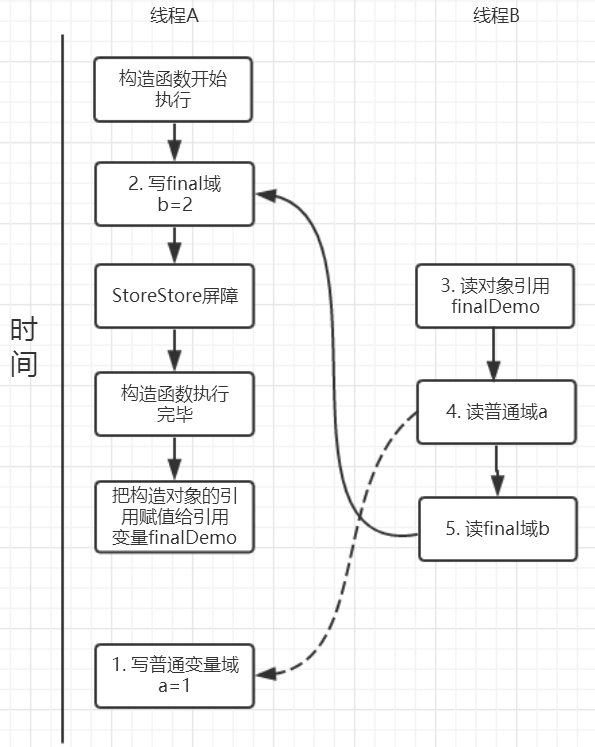 线程A
线程B
时
间
构造函数开始
执行
2. 写final域
b=2
StoreStore屏障
构造函数执行
完毕
把构造对象的引
用赋值给引用
变量finalDemo
1. 写普通变量域
a=1
3. 读对象引用
finalDemo
4. 读普通域a
5. 读final域b